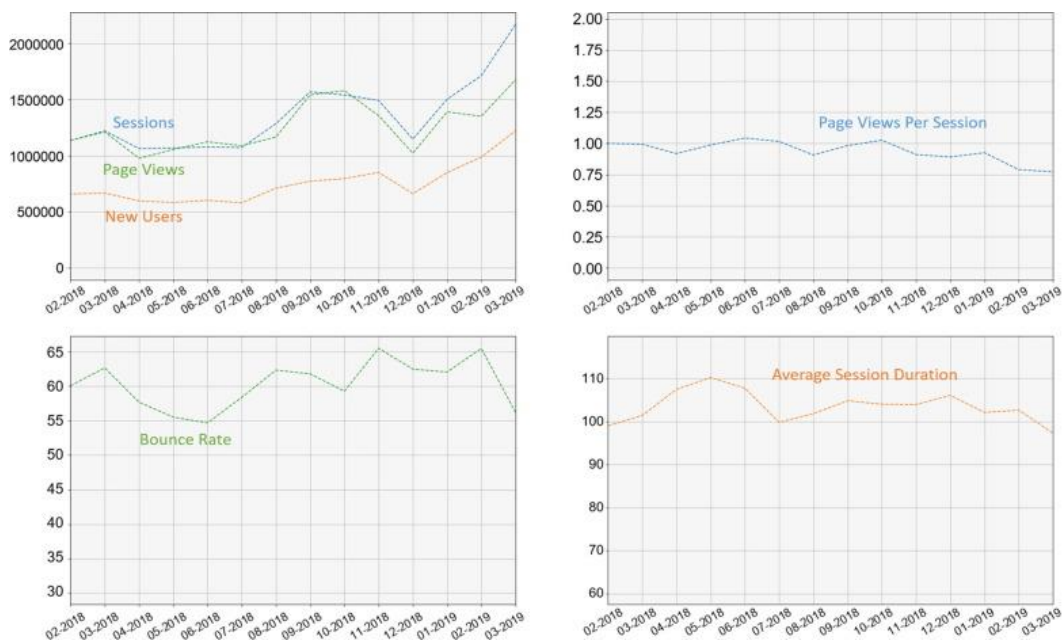 2000000
1500000
1000000
500000
0
Sessions
Page Views
New Users
02-2018 03-2018 04-2018 05-2018 06-2018 07-2018 08-2018 09-2018 10-2018 11-2018 12-2018 01-2019 02-2019 03-2019
2.00
1.75
1.50
1.25
1.00
0.75
0.50
0.25
0.00
Page Views Per Session
02-2018 03-2018 04-2018 05-2018 06-2018 07-2018 08-2018 09-2018 10-2018 11-2018 12-2018 01-2019 02-2019 03-2019
65
60
55
50
45
40
35
30
Bounce Rate
02-2018 03-2018 04-2018 05-2018 06-2018 07-2018 08-2018 09-2018 10-2018 11-2018 12-2018 01-2019 02-2019 03-2019
110
100
90
80
70
60
Average Session Duration
02-2018 03-2018 04-2018 05-2018 06-2018 07-2018 08-2018 09-2018 10-2018 11-2018 12-2018 01-2019 02-2019 03-2019